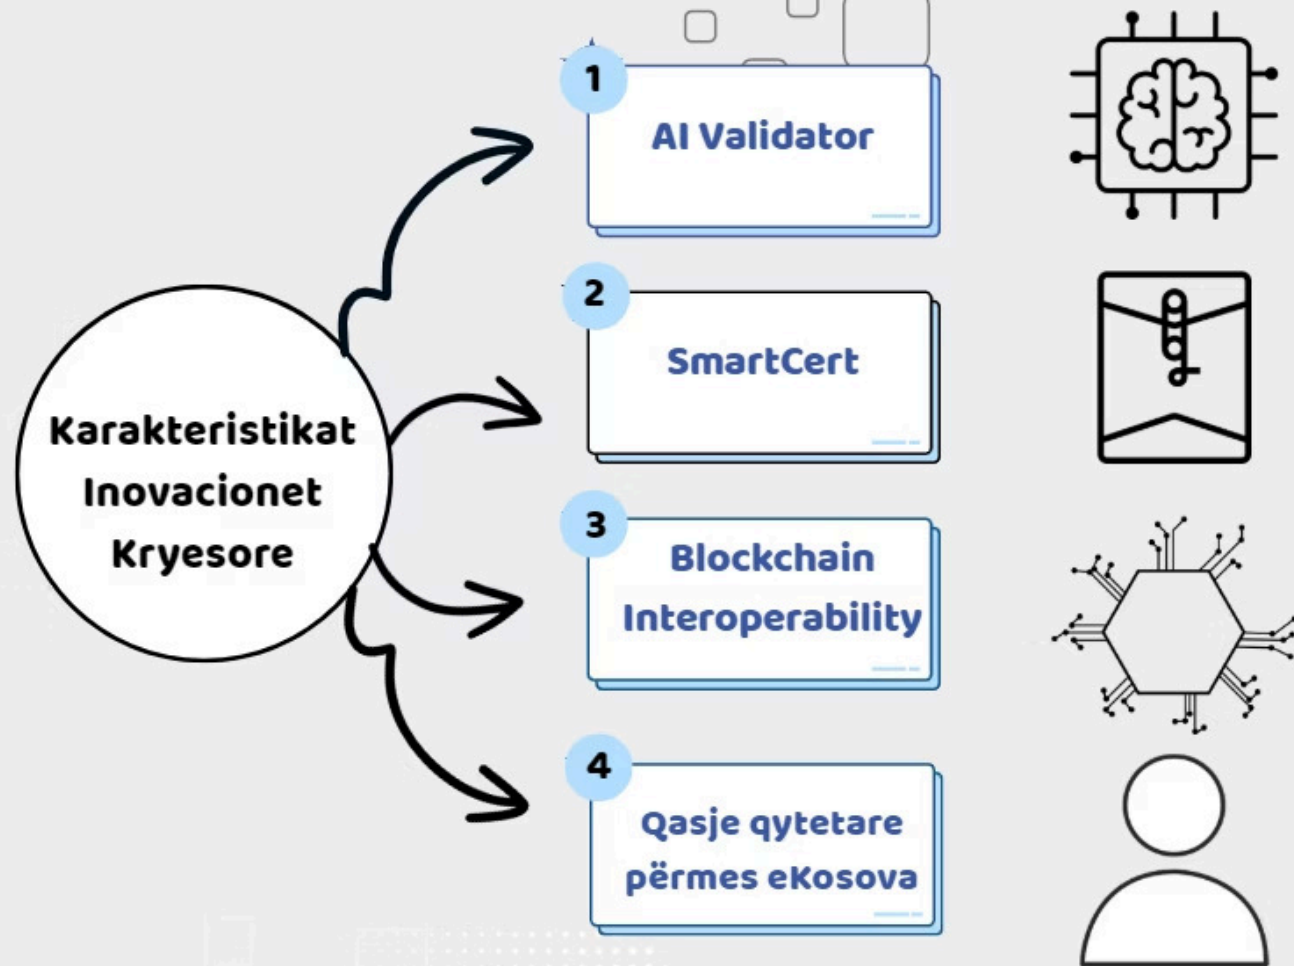 Karakteristikat
Inovacionet
Kryesore
1
AI Validator
2
SmartCert
3
Blockchain
Interoperability
4
Qasje qytetare
përmes eKosova